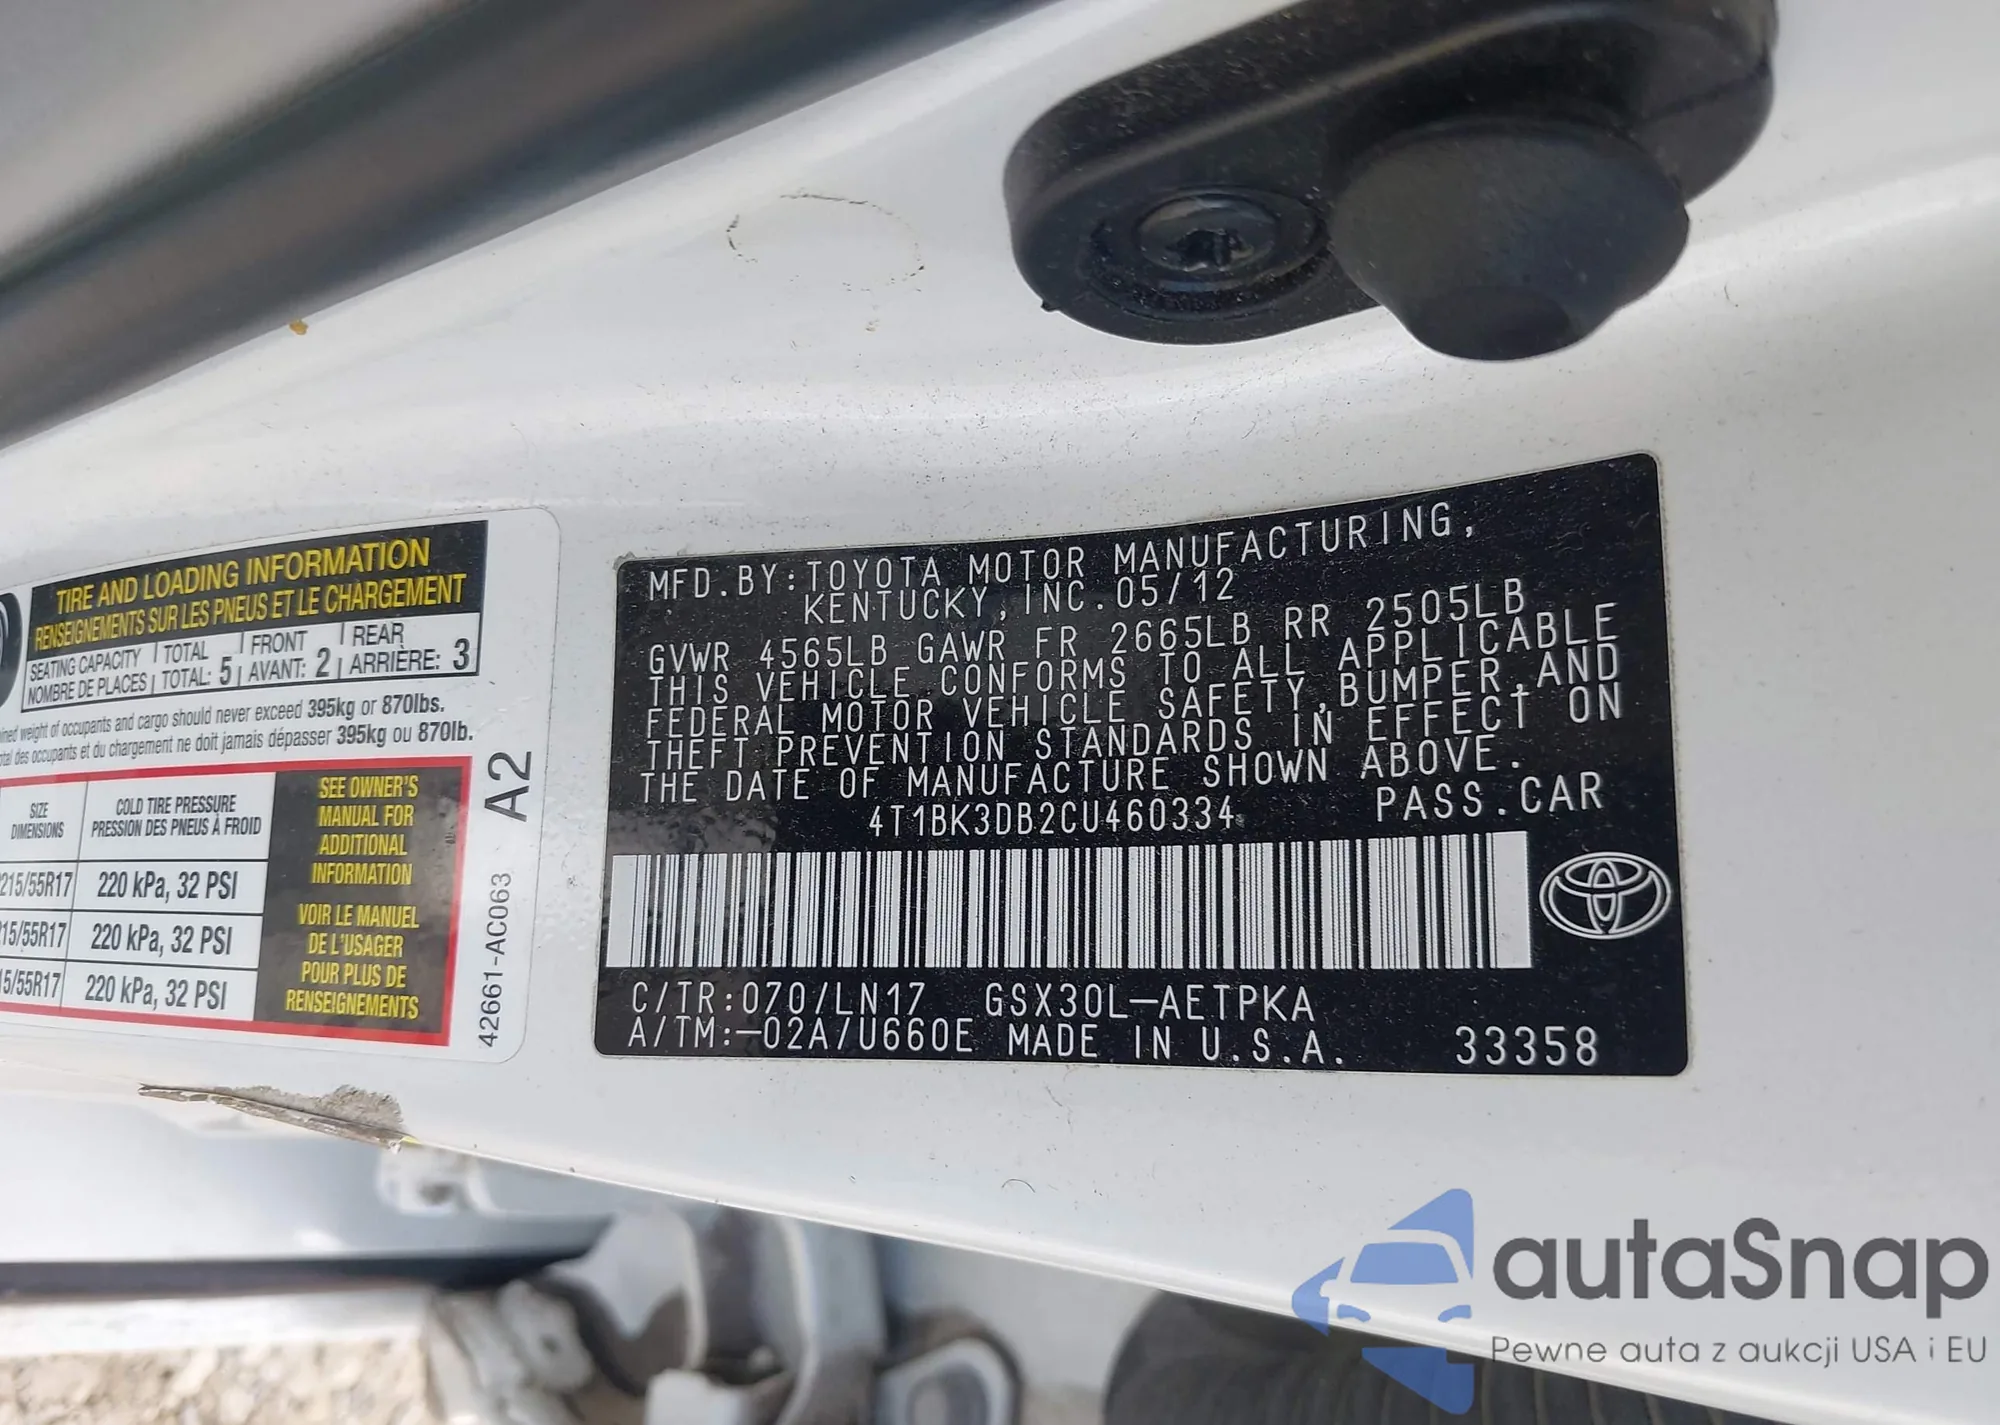 TIRE AND LOADING INFORMATION
RENSEIGNEMENTS SUR LES PNEUS ET LE CHARGEMENT
SEATING CAPACITY TOTAL FRONT REAR
NOMBRE DE PLACES TOTAL: 5 AVANT: 2 ARRIÈRE: 3
weight of occupants and cargo should never exceed 395kg or 870lbs.
des occupants et du chargement ne doit jamais dépasser 395kg ou 870lb.
SIZE
DIMENSIONS
COLD TIRE PRESSURE
PRESSION DES PNEUS À FROID
215/55R17 220 kPa, 32 PSI
15/55R17 220 kPa, 32 PSI
15/55R17 220 kPa, 32 PSI
SEE OWNER'S
MANUAL FOR
ADDITIONAL
INFORMATION
VOIR LE MANUEL
DE L'USAGER
POUR PLUS DE
RENSEIGNEMENTS
A2
42661-AC063
MFD.BY:TOYOTA MOTOR MANUFACTURING,
KENTUCKY,INC.05/12
GVWR 4565LB GAWR FR 2665LB RR 2505LB
THIS VEHICLE CONFORMS TO ALL APPLICABLE
FEDERAL MOTOR VEHICLE SAFETY,BUMPER,AND
THEFT PREVENTION STANDARDS IN EFFECT ON
THE DATE OF MANUFACTURE SHOWN ABOVE.
4T1BK3DB2CU460334 PASS.CAR
C/TR:070/LN17 GSX30L-AETPKA
A/TM:-02A/U660E MADE IN U.S.A. 33358
autaSnap
Pewne auta z aukcji USA i EU